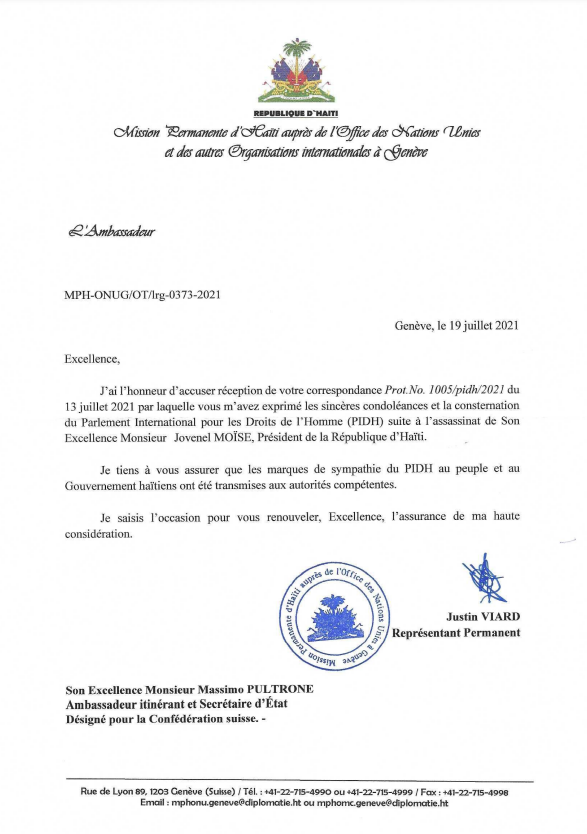 REPUBLIQUE D'HAITI
Mission Permanente d'Haïti auprès de l'Office des Nations Unies
et des autres Organisations internationales à Genève
L'Ambassadeur
MPH-ONUG/OT/lrg-0373-2021
Genève, le 19 juillet 2021
Excellence,
J'ai l'honneur d'accuser réception de votre correspondance Prot.No. 1005/pidh/2021 du
13 juillet 2021 par laquelle vous m'avez exprimé les sincères condoléances et la consternation
du Parlement International pour les Droits de l'Homme (PIDH) suite à l'assassinat de Son
Excellence Monsieur Jovenel MOÏSE, Président de la République d'Haïti.
Je tiens à vous assurer que les marques de sympathie du PIDH au peuple et au
Gouvernement haïtiens ont été transmises aux autorités compétentes.
Je saisis l'occasion pour vous renouveler, Excellence, l'assurance de ma haute
considération.
Mission Permanente d'Haïti auprès de l'Office des Nations Unies à Genève
Justin VIARD
Représentant Permanent
Son Excellence Monsieur Massimo PULTRONE
Ambassadeur itinérant et Secrétaire d'État
Désigné pour la Confédération suisse. -
Rue de Lyon 89, 1203 Genève (Suisse) / Tél. : +41-22-715-4990 ou +41-22-715-4999 / Fax : +41-22-715-4998
Email : mphonu.geneve@diplomatie.ht ou mphomc.geneve@diplomatie.ht